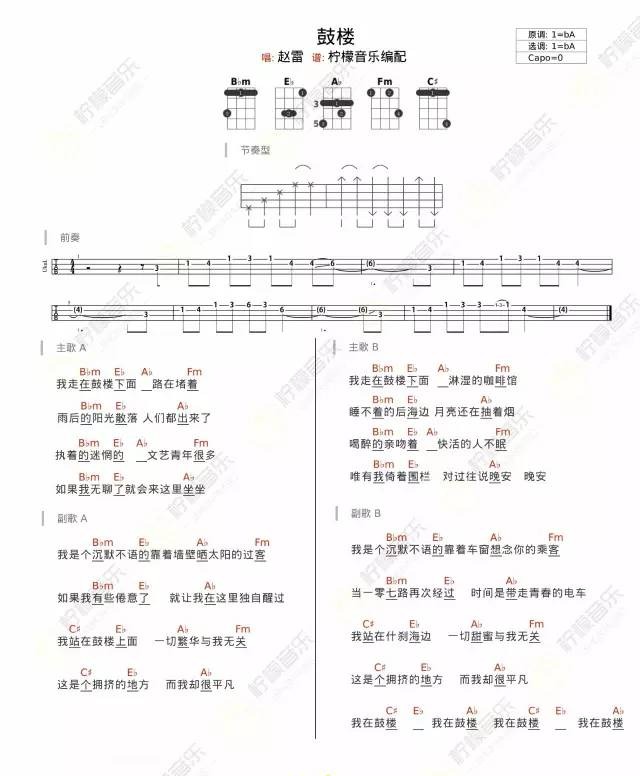 鼓楼
唱: 赵雷 谱: 柠檬音乐编配
原调: 1=bA
选调: 1=bA
Capo=0
B♭m E♭ A♭ Fm C♯
3
5
节奏型
前奏
主歌 A
B♭m E♭ A♭ Fm
我走在鼓楼下面 __路在堵着
B♭m E♭ A♭
雨后的阳光散落 人们都出来了
B♭m E♭ A♭ Fm
执着的迷惘的 __文艺青年很多
B♭m E♭ A♭
如果我无聊了就会来这里坐坐
副歌 A
B♭m E♭ A♭ Fm
我是个沉默不语的靠着墙壁晒太阳的过客
B♭m E♭ A♭
如果我有些倦意了 就让我在这里独自醒过
C♯ E♭ A♭ Fm
我站在鼓楼上面 一切繁华与我无关
C♯ E♭ A♭
这是个拥挤的地方 而我却很平凡
主歌 B
B♭m E♭ A♭ Fm
我走在鼓楼下面 __淋湿的咖啡馆
B♭m E♭ A♭
睡不着的后海边 月亮还在抽着烟
B♭m E♭ A♭ Fm
喝醉的亲吻着 __快活的人不眠
B♭m E♭ A♭
唯有我倚着围栏 对过往说晚安 晚安
副歌 B
B♭m E♭ A♭ Fm
我是个沉默不语的靠着车窗想念你的乘客
B♭m E♭ A♭
当一零七路再次经过 时间是带走青春的电车
C♯ E♭ A♭ Fm
我站在什刹海边 一切甜蜜与我无关
C♯ E♭ A♭
这是个拥挤的地方 而我却很平凡
C♯ E♭ A♭ C♯ E♭ A♭
我在鼓楼 __我在鼓楼 我在鼓楼 __我在鼓楼
柠檬音乐